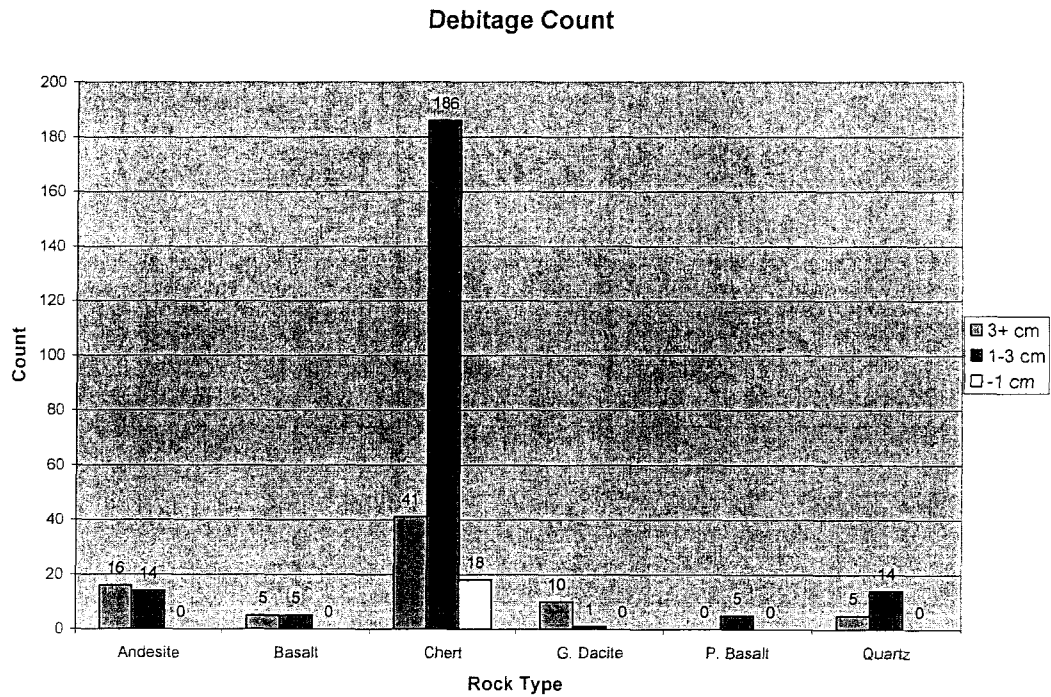 Debitage Count
200
180
160
140
120
100
80
60
40
20
0
Count
186
41
18
16
14
0
5
5
0
10
1
0
0
5
0
5
14
0
Andesite
Basalt
Chert
G. Dacite
P. Basalt
Quartz
Rock Type
3+ cm
1-3 cm
-1 cm